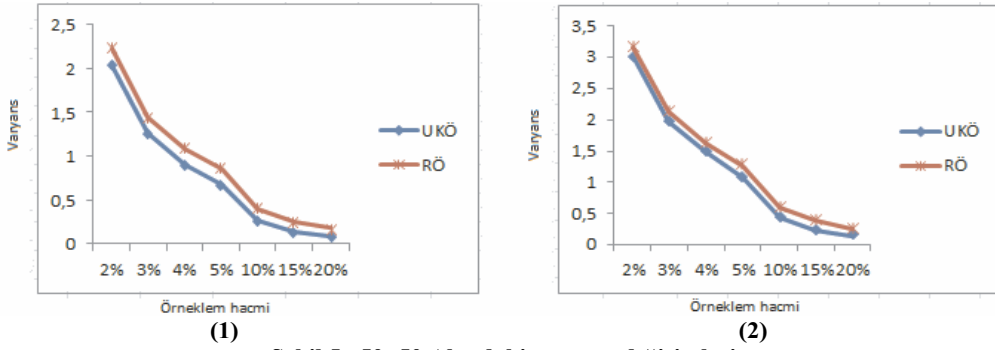 2,5
2
1,5
1
0,5
0
Varyans
2% 3% 4% 5% 10% 15% 20%
Örneklem hacmi
UKÖ
RÖ
(1)
3,5
3
2,5
2
1,5
1
0,5
0
Varyans
2% 3% 4% 5% 10% 15% 20%
Örneklem hacmi
UKÖ
RÖ
(2)